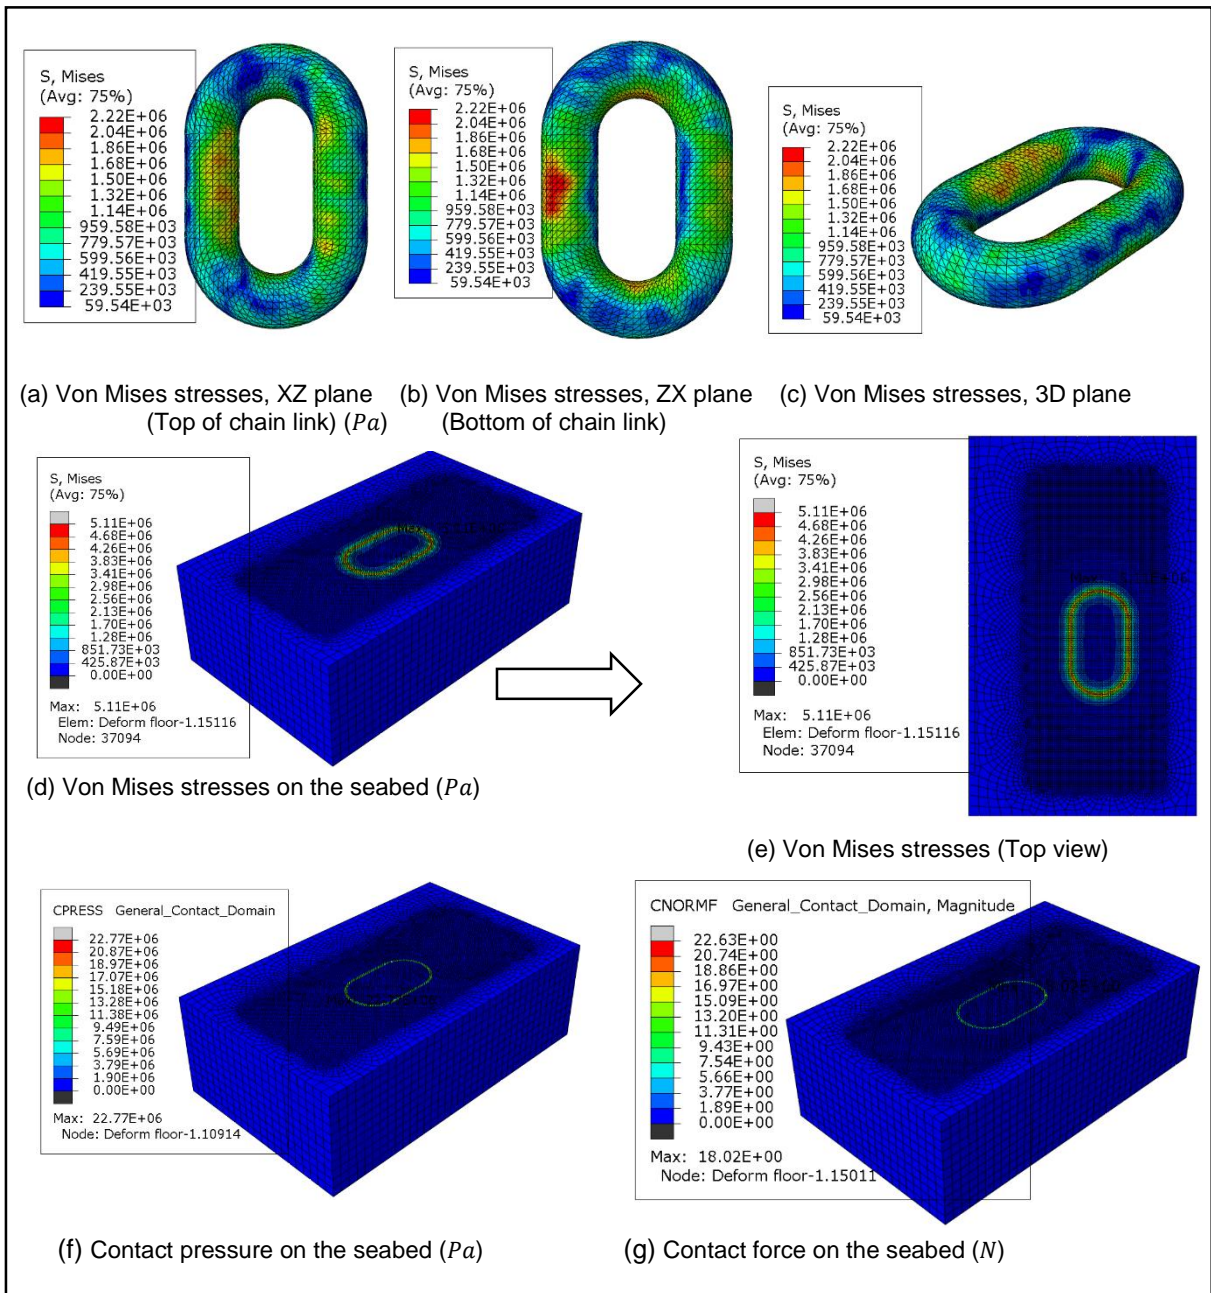 S, Mises
(Avg: 75%)
2.22E+06
2.04E+06
1.86E+06
1.68E+06
1.50E+06
1.32E+06
1.14E+06
959.58E+03
779.57E+03
599.56E+03
419.55E+03
239.55E+03
59.54E+03
S, Mises
(Avg: 75%)
2.22E+06
2.04E+06
1.86E+06
1.68E+06
1.50E+06
1.32E+06
1.14E+06
959.58E+03
779.57E+03
599.56E+03
419.55E+03
239.55E+03
59.54E+03
S, Mises
(Avg: 75%)
2.22E+06
2.04E+06
1.86E+06
1.68E+06
1.50E+06
1.32E+06
1.14E+06
959.58E+03
779.57E+03
599.56E+03
419.55E+03
239.55E+03
59.54E+03
(a) Von Mises stresses, XZ plane
(Top of chain link) (Pa)
(b) Von Mises stresses, ZX plane
(Bottom of chain link)
(c) Von Mises stresses, 3D plane
S, Mises
(Avg: 75%)
5.11E+06
4.68E+06
4.26E+06
3.83E+06
3.41E+06
2.98E+06
2.56E+06
2.13E+06
1.70E+06
1.28E+06
851.73E+03
425.87E+03
0.00E+00
Max: 5.11E+06
Elem: Deform floor-1.15116
Node: 37094
S, Mises
(Avg: 75%)
5.11E+06
4.68E+06
4.26E+06
3.83E+06
3.41E+06
2.98E+06
2.56E+06
2.13E+06
1.70E+06
1.28E+06
851.73E+03
425.87E+03
0.00E+00
Max: 5.11E+06
Elem: Deform floor-1.15116
Node: 37094
(d) Von Mises stresses on the seabed (Pa)
(e) Von Mises stresses (Top view)
CPRESS General_Contact_Domain
22.77E+06
20.87E+06
18.97E+06
17.07E+06
15.18E+06
13.28E+06
11.38E+06
9.49E+06
7.59E+06
5.69E+06
3.79E+06
1.90E+06
0.00E+00
Max: 22.77E+06
Node: Deform floor-1.10914
CNORMF General_Contact_Domain, Magnitude
22.63E+00
20.74E+00
18.86E+00
16.97E+00
15.09E+00
13.20E+00
11.31E+00
9.43E+00
7.54E+00
5.66E+00
3.77E+00
1.89E+00
0.00E+00
Max: 18.02E+00
Node: Deform floor-1.15011
(f) Contact pressure on the seabed (Pa)
(g) Contact force on the seabed (N)